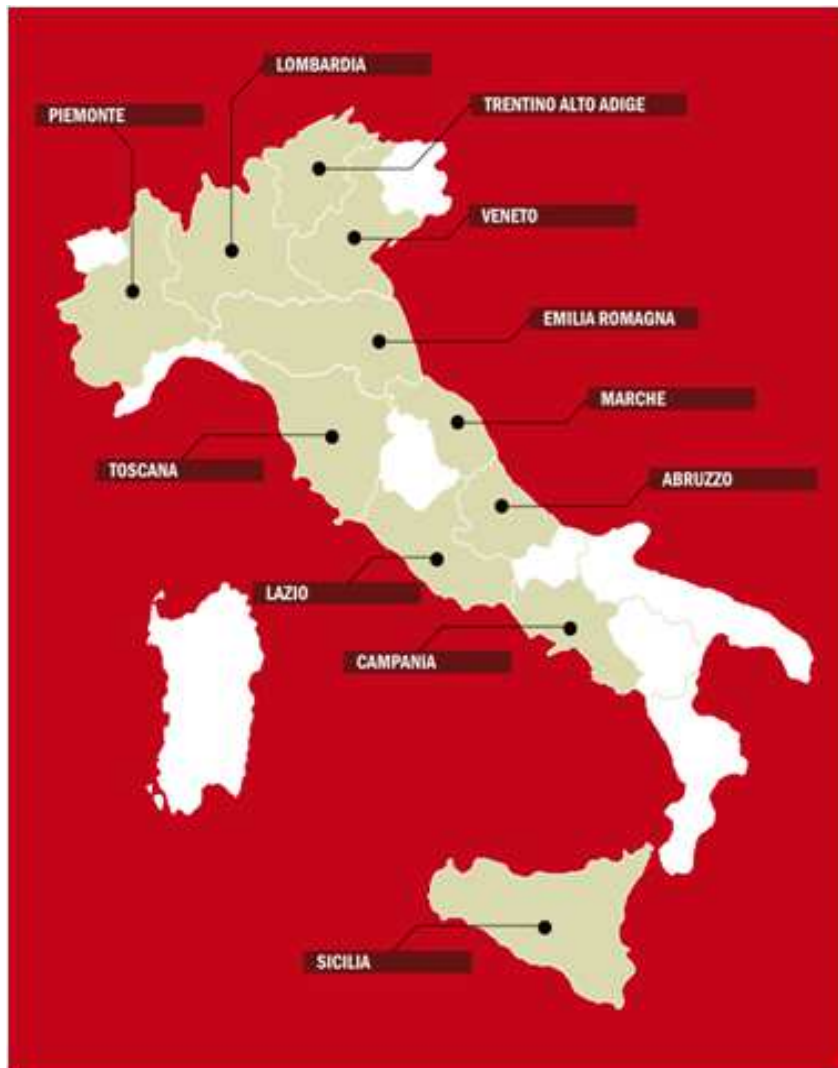 LOMBARDIA
TRENTINO ALTO ADIGE
PIEMONTE
VENETO
EMILIA ROMAGNA
MARCHE
TOSCANA
ABRUZZO
LAZIO
CAMPANIA
SICILIA